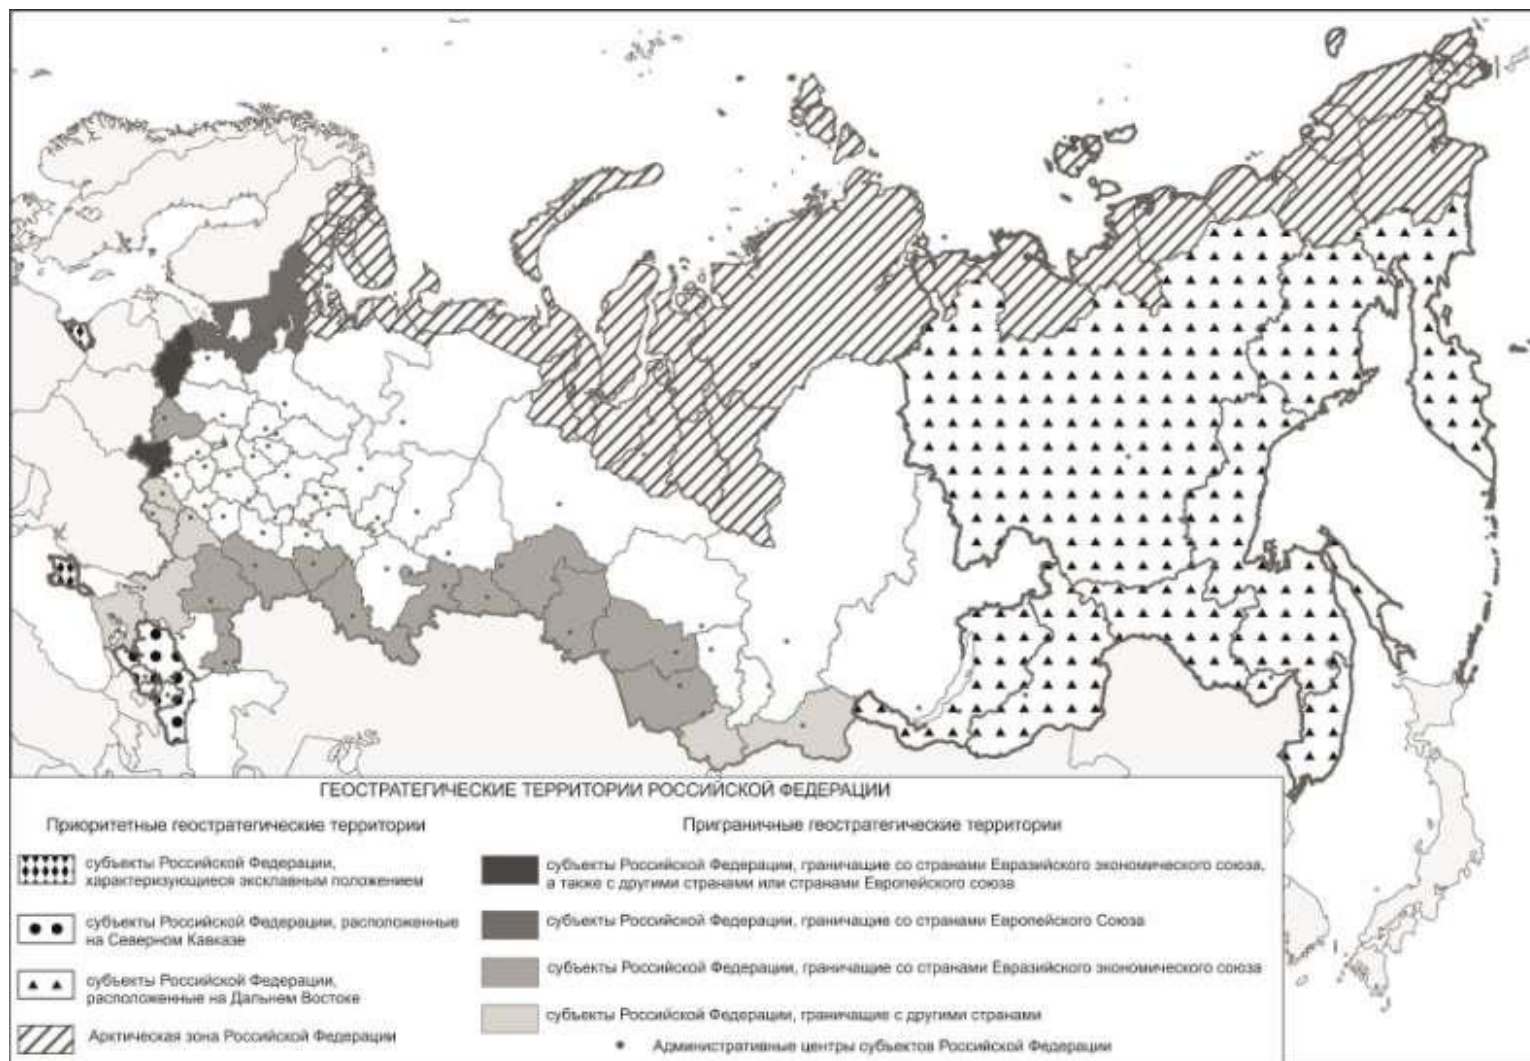 ГЕОСТРАТЕГИЧЕСКИЕ ТЕРРИТОРИИ РОССИЙСКОЙ ФЕДЕРАЦИИ
Приоритетные геостратегические территории
субъекты Российской Федерации,
характеризующиеся эксклавным положением
субъекты Российской Федерации, расположенные
на Северном Кавказе
субъекты Российской Федерации,
расположенные на Дальнем Востоке
Арктическая зона Российской Федерации
Приграничные геостратегические территории
субъекты Российской Федерации, граничащие со странами Евразийского экономического союза,
а также с другими странами или странами Европейского союза
субъекты Российской Федерации, граничащие со странами Европейского Союза
субъекты Российской Федерации, граничащие со странами Евразийского экономического союза
субъекты Российской Федерации, граничащие с другими странами
Административные центры субъектов Российской Федерации